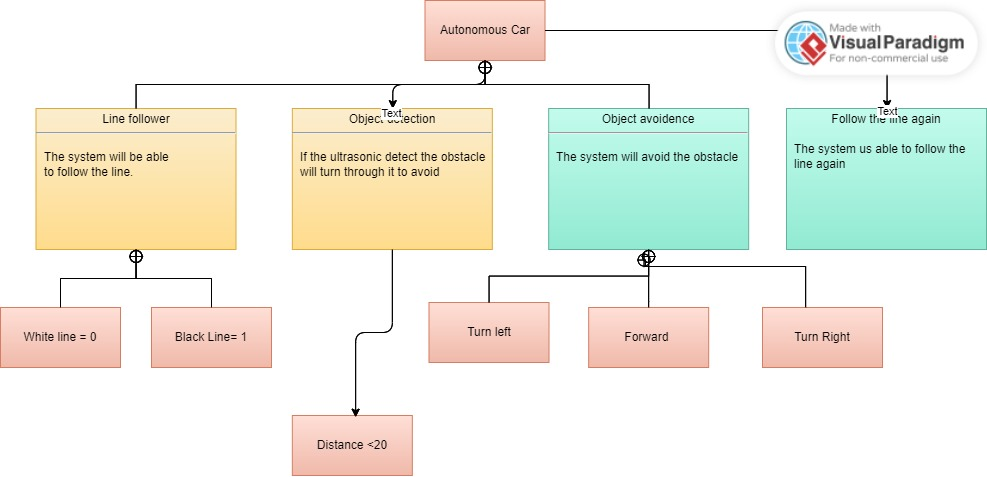 Autonomous Car
Made with
VisualParadigm
For non-commercial use
Text
Text
Line follower
Object detection
Object avoidence
Follow the line again
The system will be able
to follow the line.
If the ultrasonic detect the obstacle
will turn through it to avoid
The system will avoid the obstacle
The system us able to follow the
line again
White line = 0
Black Line= 1
Turn left
Forward
Turn Right
Distance <20